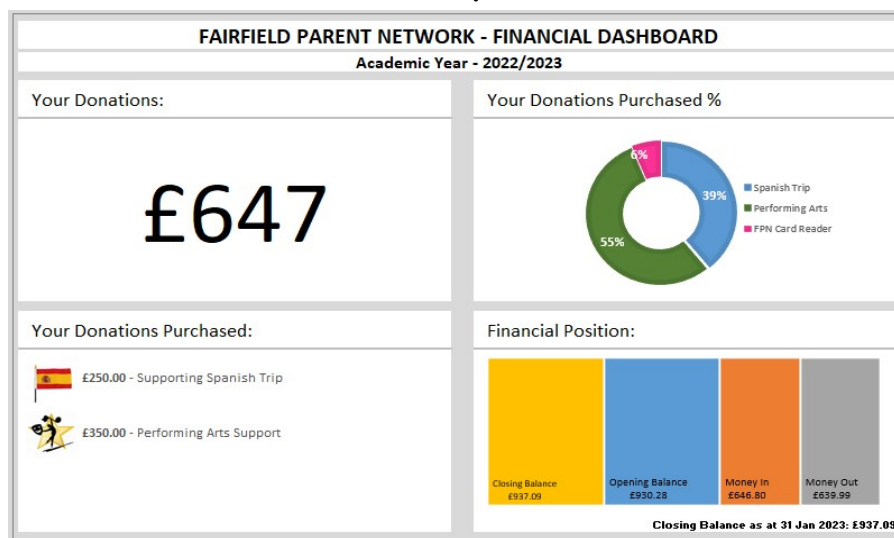 FAIRFIELD PARENT NETWORK - FINANCIAL DASHBOARD
Academic Year - 2022/2023
Your Donations:
£647
Your Donations Purchased %
6%
39%
55%
Spanish Trip
Performing Arts
FPN Card Reader
Your Donations Purchased:
£250.00 - Supporting Spanish Trip
£350.00 - Performing Arts Support
Financial Position:
Closing Balance
£937.09
Opening Balance
£930.28
Money In
£646.80
Money Out
£639.99
Closing Balance as at 31 Jan 2023: £937.09